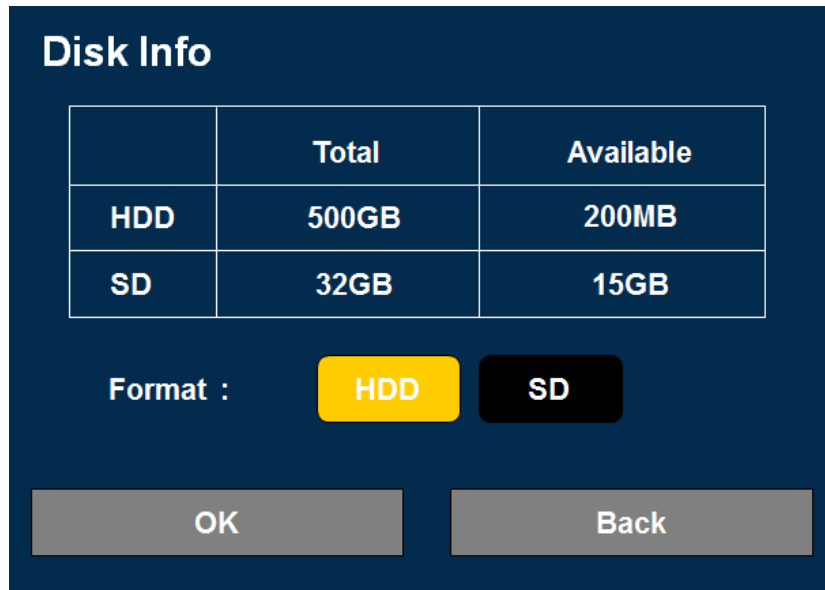 Disk Info
Total Available
HDD 500GB 200MB
SD 32GB 15GB
Format : HDD SD
OK Back